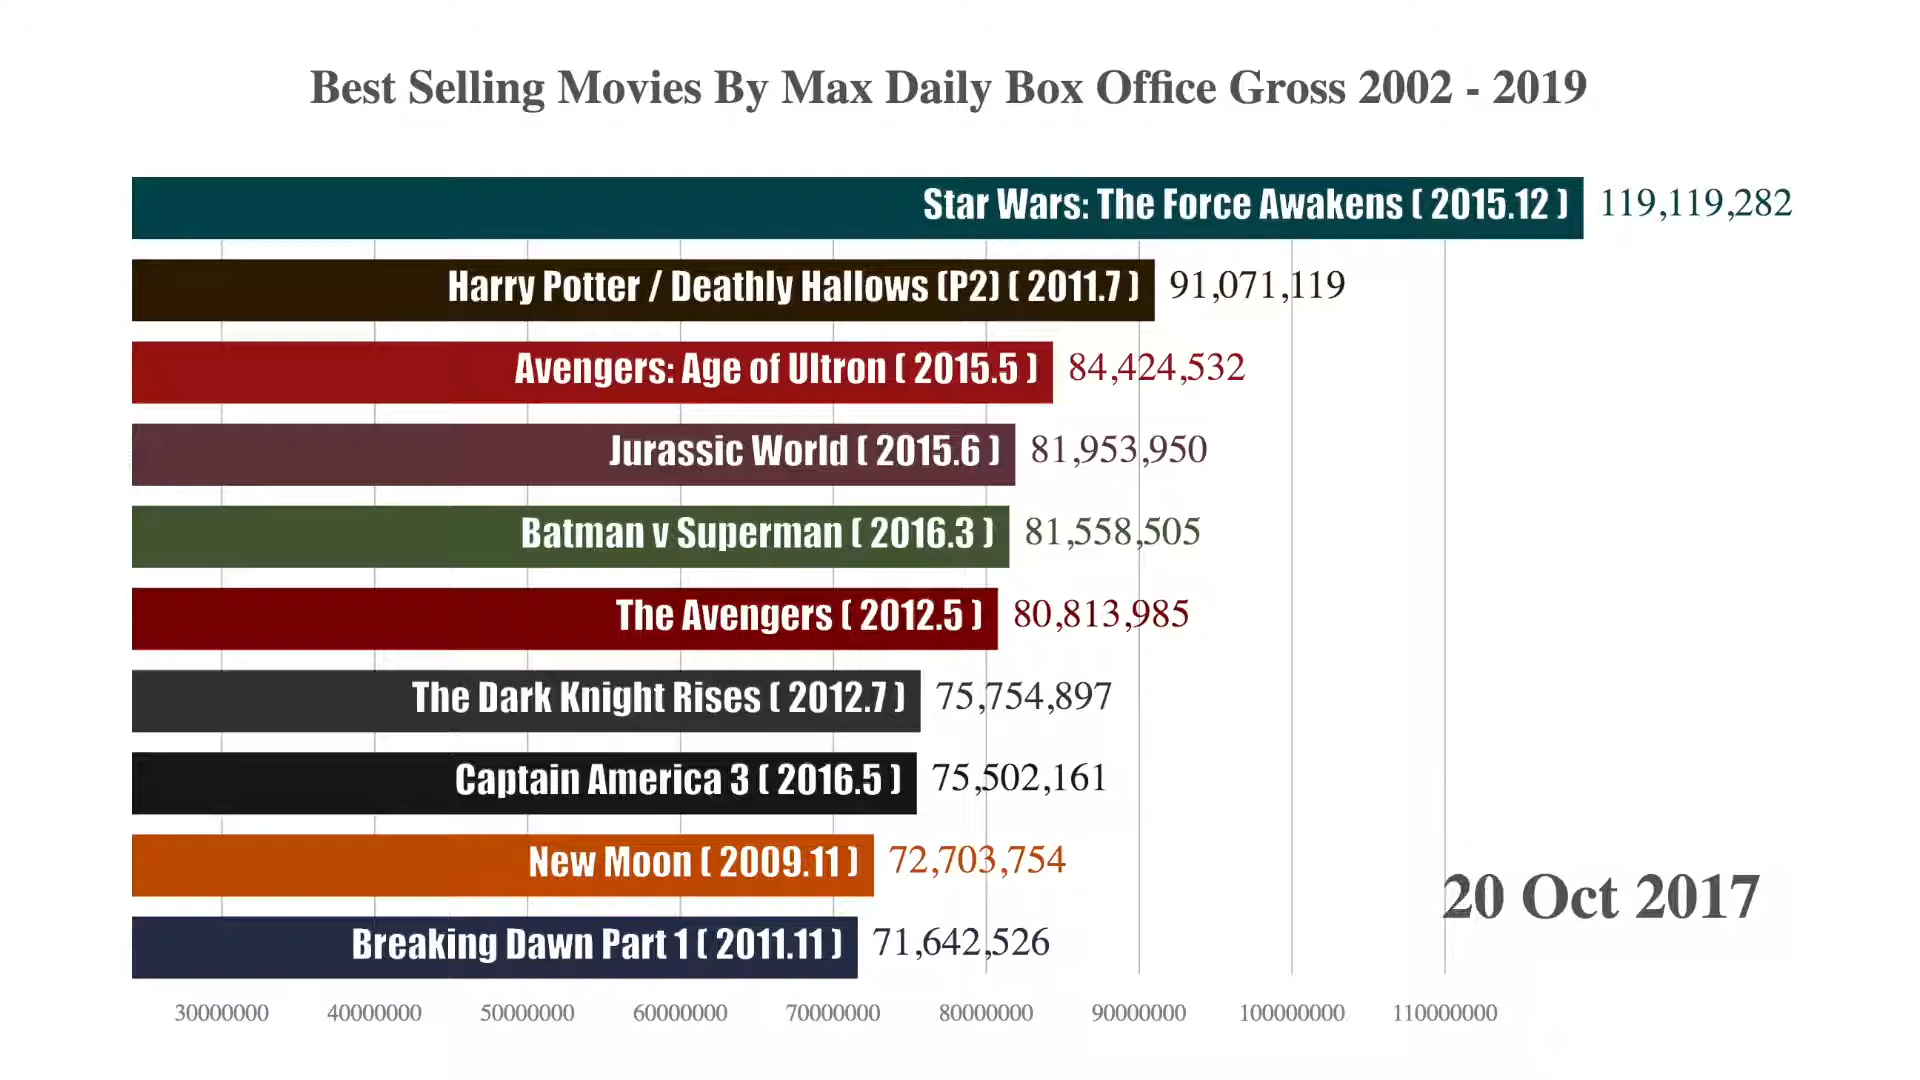 Best Selling Movies By Max Daily Box Office Gross 2002 - 2019
Star Wars: The Force Awakens ( 2015.12 ) 119,119,282
Harry Potter / Deathly Hallows (P2) ( 2011.7 ) 91,071,119
Avengers: Age of Ultron ( 2015.5 ) 84,424,532
Jurassic World ( 2015.6 ) 81,953,950
Batman v Superman ( 2016.3 ) 81,558,505
The Avengers ( 2012.5 ) 80,813,985
The Dark Knight Rises ( 2012.7 ) 75,754,897
Captain America 3 ( 2016.5 ) 75,502,161
New Moon ( 2009.11 ) 72,703,754
20 Oct 2017
Breaking Dawn Part 1 ( 2011.11 ) 71,642,526
30000000 40000000 50000000 60000000 70000000 80000000 90000000 100000000 110000000